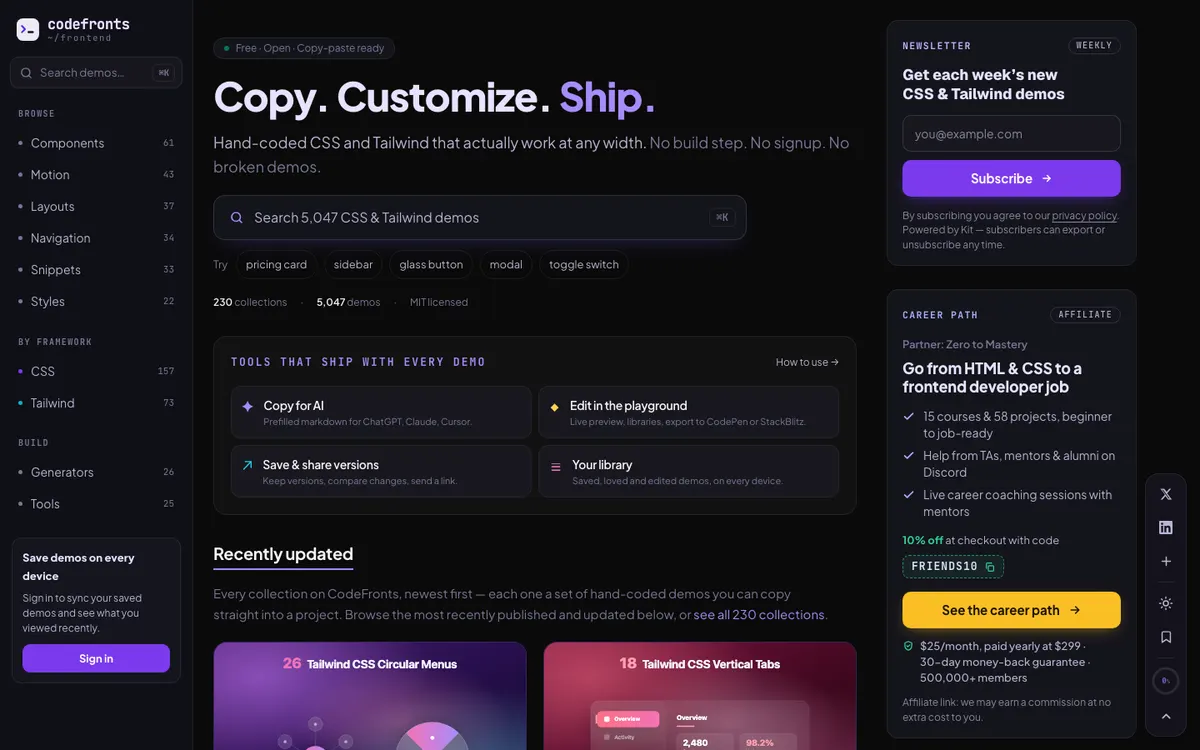 codefronts
~/frontend
Search demos... ⌘K
BROWSE
Components 61
Motion 43
Layouts 37
Navigation 34
Snippets 33
Styles 22
BY FRAMEWORK
CSS 157
Tailwind 73
BUILD
Generators 26
Tools 25
Save demos on every
device
Sign in to sync your saved
demos and see what you
viewed recently.
Sign in
Free · Open · Copy-paste ready
Copy. Customize. Ship.
Hand-coded CSS and Tailwind that actually work at any width. No build step. No signup. No
broken demos.
Search 5,047 CSS & Tailwind demos ⌘K
Try pricing card sidebar glass button modal toggle switch
230 collections · 5,047 demos · MIT licensed
TOOLS THAT SHIP WITH EVERY DEMO How to use →
Copy for AI
Prefilled markdown for ChatGPT, Claude, Cursor.
Edit in the playground
Live preview, libraries, export to CodePen or StackBlitz.
Save & share versions
Keep versions, compare changes, send a link.
Your library
Saved, loved and edited demos, on every device.
Recently updated
Every collection on CodeFronts, newest first — each one a set of hand-coded demos you can copy
straight into a project. Browse the most recently published and updated below, or see all 230 collections.
26 Tailwind CSS Circular Menus
18 Tailwind CSS Vertical Tabs
Overview
Activity
Overview
2,480 98.2%
NEWSLETTER WEEKLY
Get each week's new
CSS & Tailwind demos
you@example.com
Subscribe →
By subscribing you agree to our privacy policy.
Powered by Kit — subscribers can export or
unsubscribe any time.
CAREER PATH AFFILIATE
Partner: Zero to Mastery
Go from HTML & CSS to a
frontend developer job
15 courses & 58 projects, beginner
to job-ready
Help from TAs, mentors & alumni on
Discord
Live career coaching sessions with
mentors
10% off at checkout with code
FRIENDS10
See the career path →
$25/month, paid yearly at $299 ·
30-day money-back guarantee ·
500,000+ members
Affiliate link: we may earn a commission at no
extra cost to you.
0%